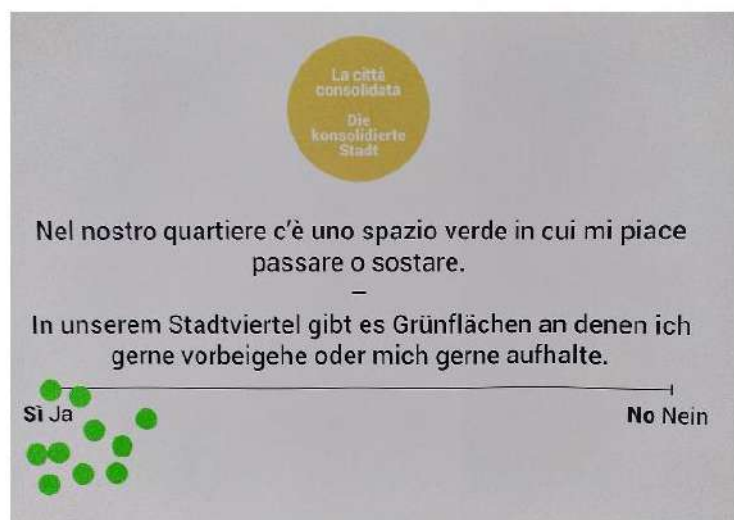 La città
consolidata
Die
konsolidierte
Stadt
Nel nostro quartiere c'è uno spazio verde in cui mi piace
passare o sostare.
–
In unserem Stadtviertel gibt es Grünflächen an denen ich
gerne vorbeigehe oder mich gerne aufhalte.
Sì Ja
No Nein